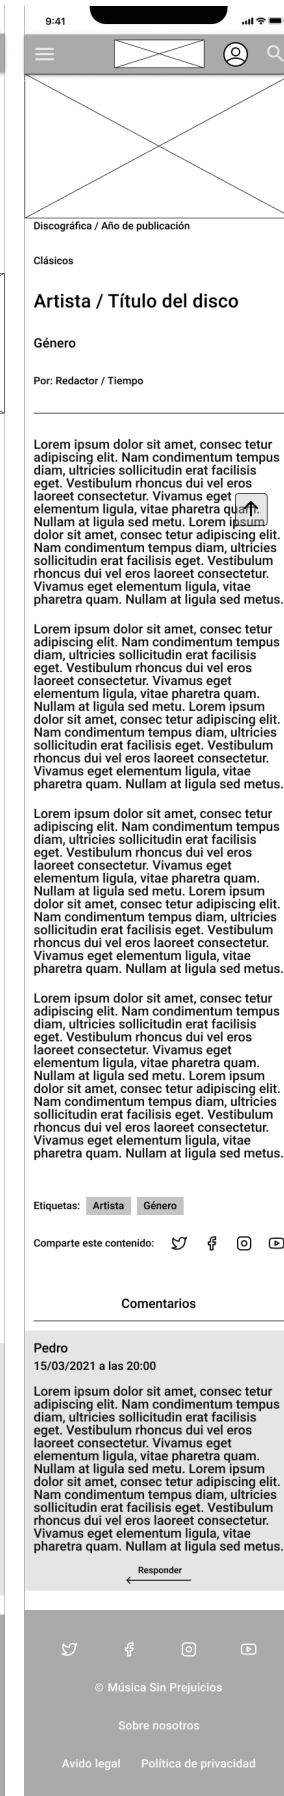 9:41
Discográfica / Año de publicación
Clásicos
Artista / Título del disco
Género
Por: Redactor / Tiempo
Lorem ipsum dolor sit amet, consec tetur
adipiscing elit. Nam condimentum tempus
diam, ultricies sollicitudin erat facilisis
eget. Vestibulum rhoncus dui vel eros
laoreet consectetur. Vivamus eget
elementum ligula, vitae pharetra quam.
Nullam at ligula sed metu. Lorem ipsum
dolor sit amet, consec tetur adipiscing elit.
Nam condimentum tempus diam, ultricies
sollicitudin erat facilisis eget. Vestibulum
rhoncus dui vel eros laoreet consectetur.
Vivamus eget elementum ligula, vitae
pharetra quam. Nullam at ligula sed metus.
Lorem ipsum dolor sit amet, consec tetur
adipiscing elit. Nam condimentum tempus
diam, ultricies sollicitudin erat facilisis
eget. Vestibulum rhoncus dui vel eros
laoreet consectetur. Vivamus eget
elementum ligula, vitae pharetra quam.
Nullam at ligula sed metu. Lorem ipsum
dolor sit amet, consec tetur adipiscing elit.
Nam condimentum tempus diam, ultricies
sollicitudin erat facilisis eget. Vestibulum
rhoncus dui vel eros laoreet consectetur.
Vivamus eget elementum ligula, vitae
pharetra quam. Nullam at ligula sed metus.
Lorem ipsum dolor sit amet, consec tetur
adipiscing elit. Nam condimentum tempus
diam, ultricies sollicitudin erat facilisis
eget. Vestibulum rhoncus dui vel eros
laoreet consectetur. Vivamus eget
elementum ligula, vitae pharetra quam.
Nullam at ligula sed metu. Lorem ipsum
dolor sit amet, consec tetur adipiscing elit.
Nam condimentum tempus diam, ultricies
sollicitudin erat facilisis eget. Vestibulum
rhoncus dui vel eros laoreet consectetur.
Vivamus eget elementum ligula, vitae
pharetra quam. Nullam at ligula sed metus.
Lorem ipsum dolor sit amet, consec tetur
adipiscing elit. Nam condimentum tempus
diam, ultricies sollicitudin erat facilisis
eget. Vestibulum rhoncus dui vel eros
laoreet consectetur. Vivamus eget
elementum ligula, vitae pharetra quam.
Nullam at ligula sed metu. Lorem ipsum
dolor sit amet, consec tetur adipiscing elit.
Nam condimentum tempus diam, ultricies
sollicitudin erat facilisis eget. Vestibulum
rhoncus dui vel eros laoreet consectetur.
Vivamus eget elementum ligula, vitae
pharetra quam. Nullam at ligula sed metus.
Etiquetas: Artista Género
Comparte este contenido:
Comentarios
Pedro
15/03/2021 a las 20:00
Lorem ipsum dolor sit amet, consec tetur
adipiscing elit. Nam condimentum tempus
diam, ultricies sollicitudin erat facilisis
eget. Vestibulum rhoncus dui vel eros
laoreet consectetur. Vivamus eget
elementum ligula, vitae pharetra quam.
Nullam at ligula sed metu. Lorem ipsum
dolor sit amet, consec tetur adipiscing elit.
Nam condimentum tempus diam, ultricies
sollicitudin erat facilisis eget. Vestibulum
rhoncus dui vel eros laoreet consectetur.
Vivamus eget elementum ligula, vitae
pharetra quam. Nullam at ligula sed metus.
Responder
© Música Sin Prejuicios
Sobre nosotros
Avido legal Política de privacidad